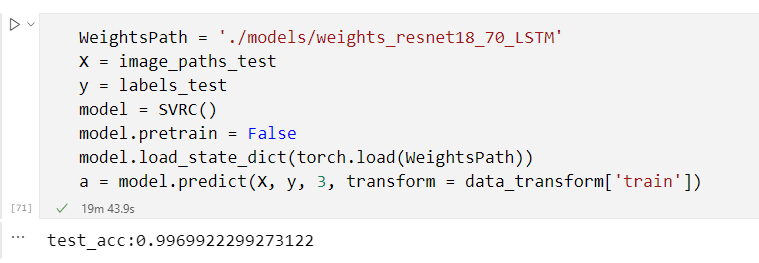 WeightsPath = './models/weights_resnet18_70_LSTM'
X = image_paths_test
y = labels_test
model = SVRC()
model.pretrain = False
model.load_state_dict(torch.load(WeightsPath))
a = model.predict(X, y, 3, transform = data_transform['train'])
[71] 19m 43.9s
... test_acc:0.9969922299273122